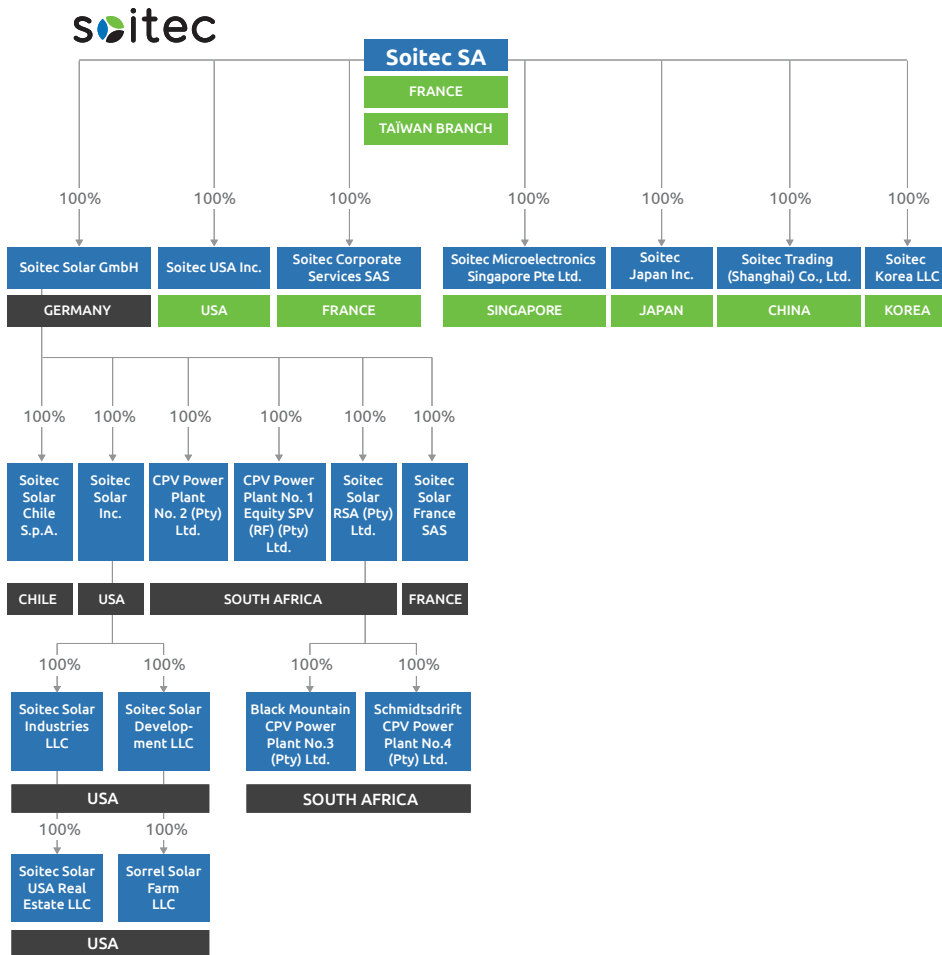 soitec
Soitec SA
FRANCE
TAÏWAN BRANCH
100% 100% 100% 100% 100% 100% 100%
Soitec Solar GmbH
Soitec USA Inc.
Soitec Corporate
Services SAS
Soitec Microelectronics
Singapore Pte Ltd.
Soitec
Japan Inc.
Soitec Trading
(Shanghai) Co., Ltd.
Soitec
Korea LLC
GERMANY
USA
FRANCE
SINGAPORE
JAPAN
CHINA
KOREA
100% 100% 100% 100% 100% 100%
Soitec
Solar
Chile
S.p.A.
Soitec
Solar
Inc.
CPV Power
Plant
No. 2 (Pty)
Ltd.
CPV Power
Plant No. 1
Equity SPV
(RF) (Pty)
Ltd.
Soitec
Solar
RSA (Pty)
Ltd.
Soitec
Solar
France
SAS
CHILE
USA
SOUTH AFRICA
FRANCE
100% 100% 100% 100%
Soitec Solar
Industries
LLC
Soitec Solar
Develop-
ment LLC
Black Mountain
CPV Power
Plant No.3
(Pty) Ltd.
Schmidtsdrift
CPV Power
Plant No.4
(Pty) Ltd.
USA
SOUTH AFRICA
100% 100%
Soitec Solar
USA Real
Estate LLC
Sorrel Solar
Farm
LLC
USA